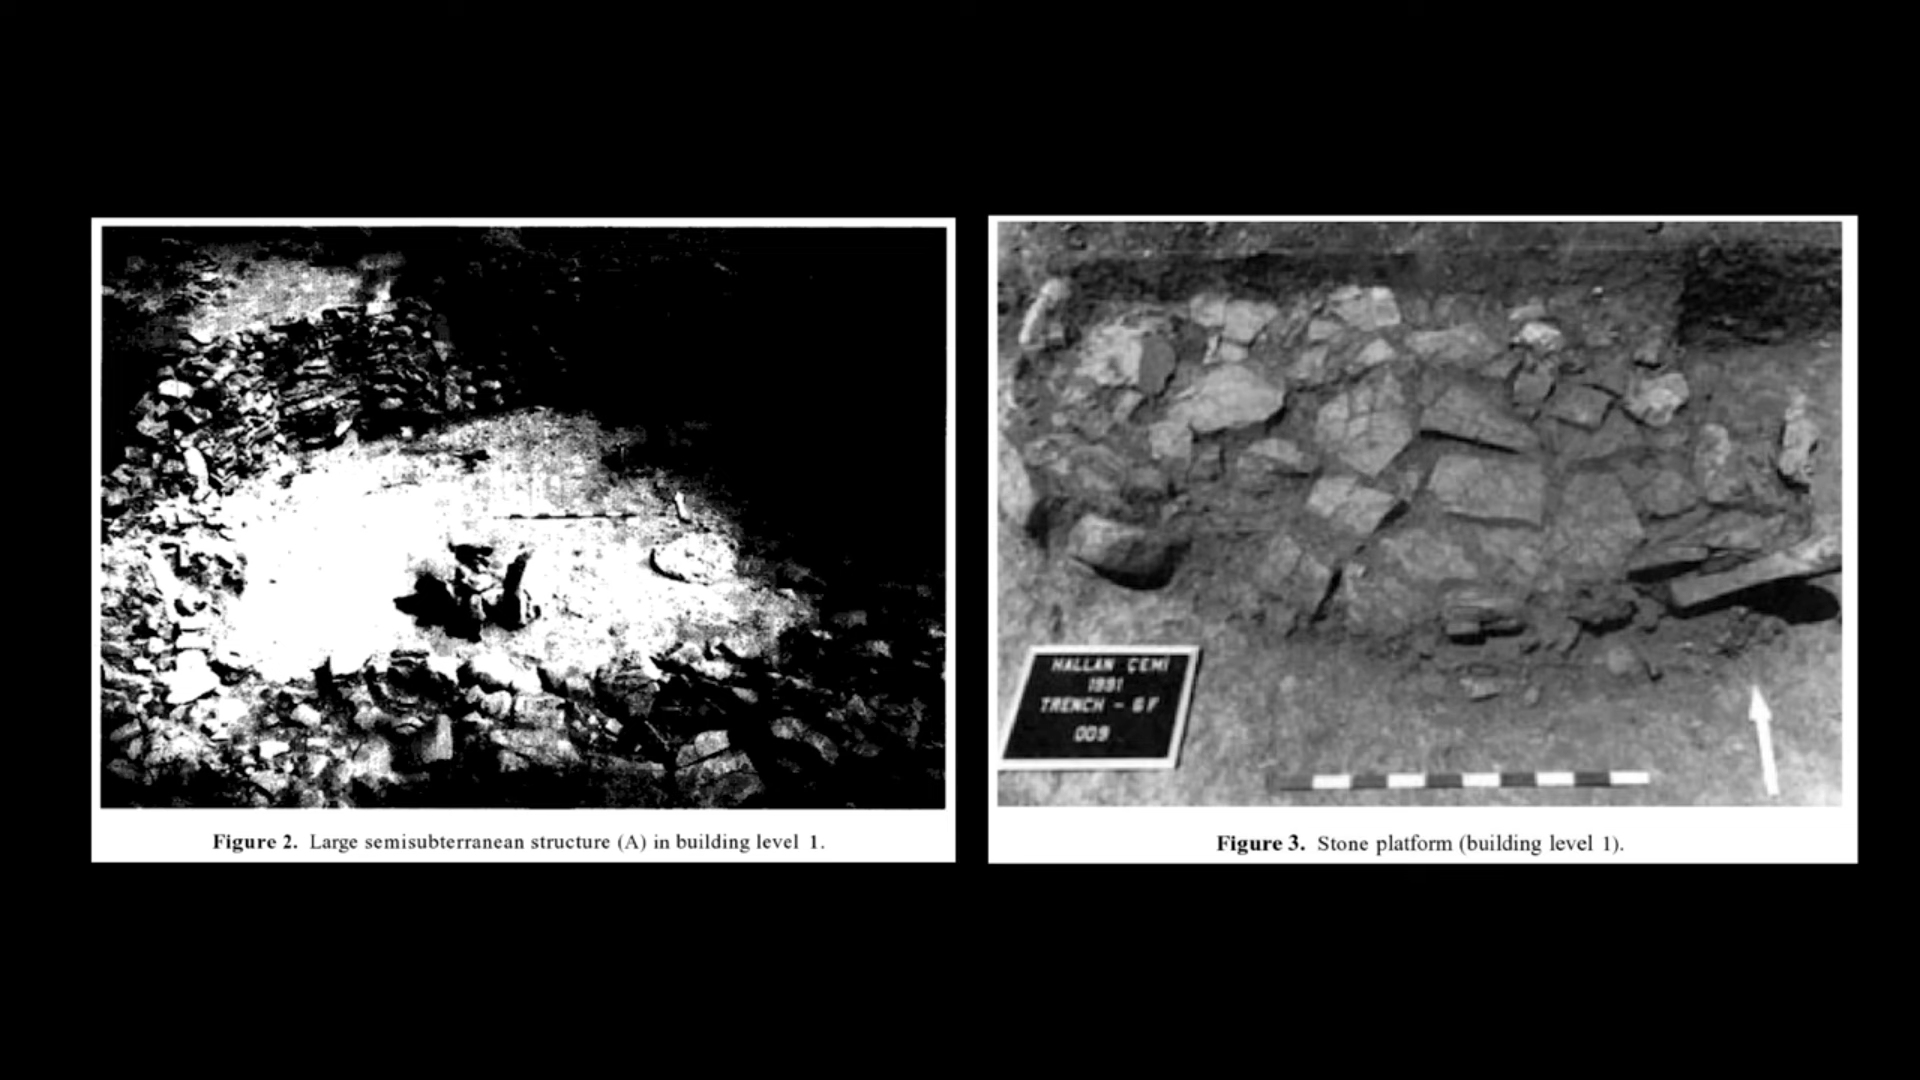 Figure 2. Large semisubterranean structure (A) in building level 1.
HALLAN ÇEMİ
1991
TRENCH - 6F
009
Figure 3. Stone platform (building level 1).